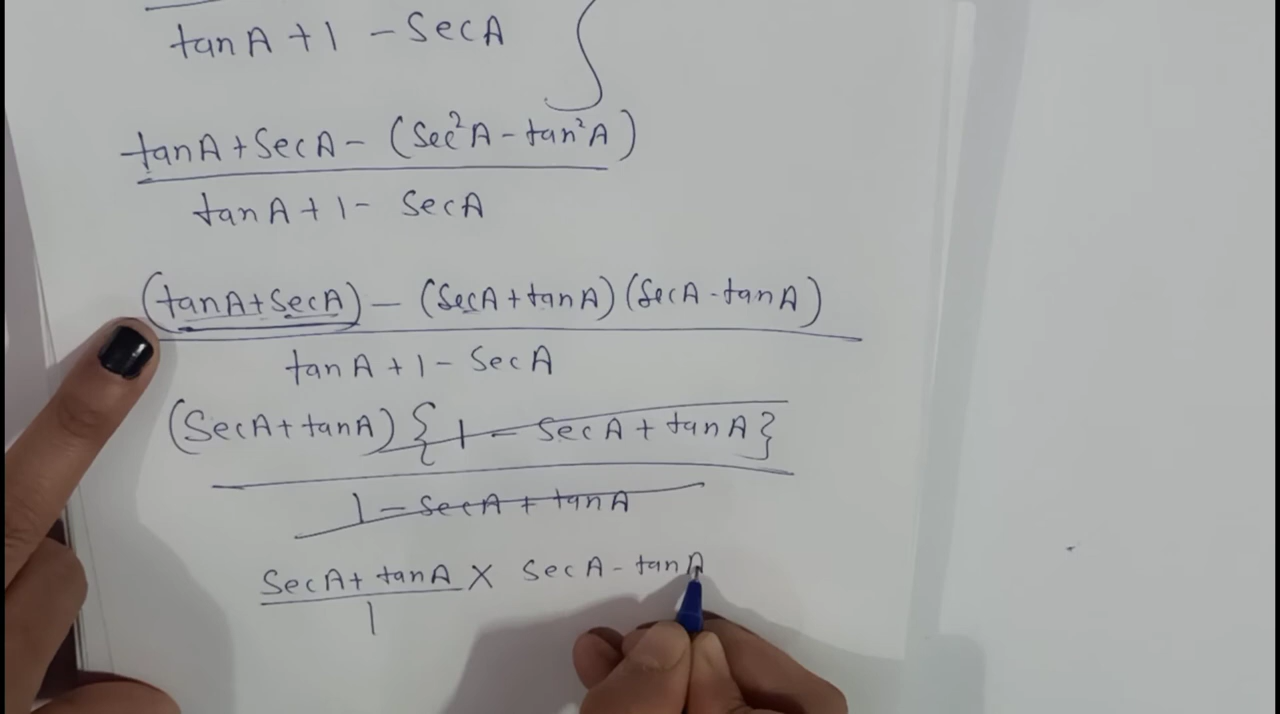 tanA + 1 - SecA
tanA + SecA - (Sec²A - tan²A)
tanA + 1 - SecA
(tanA + SecA) - (SecA + tanA) (SecA - tanA)
tanA + 1 - SecA
(SecA + tanA) {1 - SecA + tanA}
1 - SecA + tanA
SecA + tanA × SecA - tanA
1